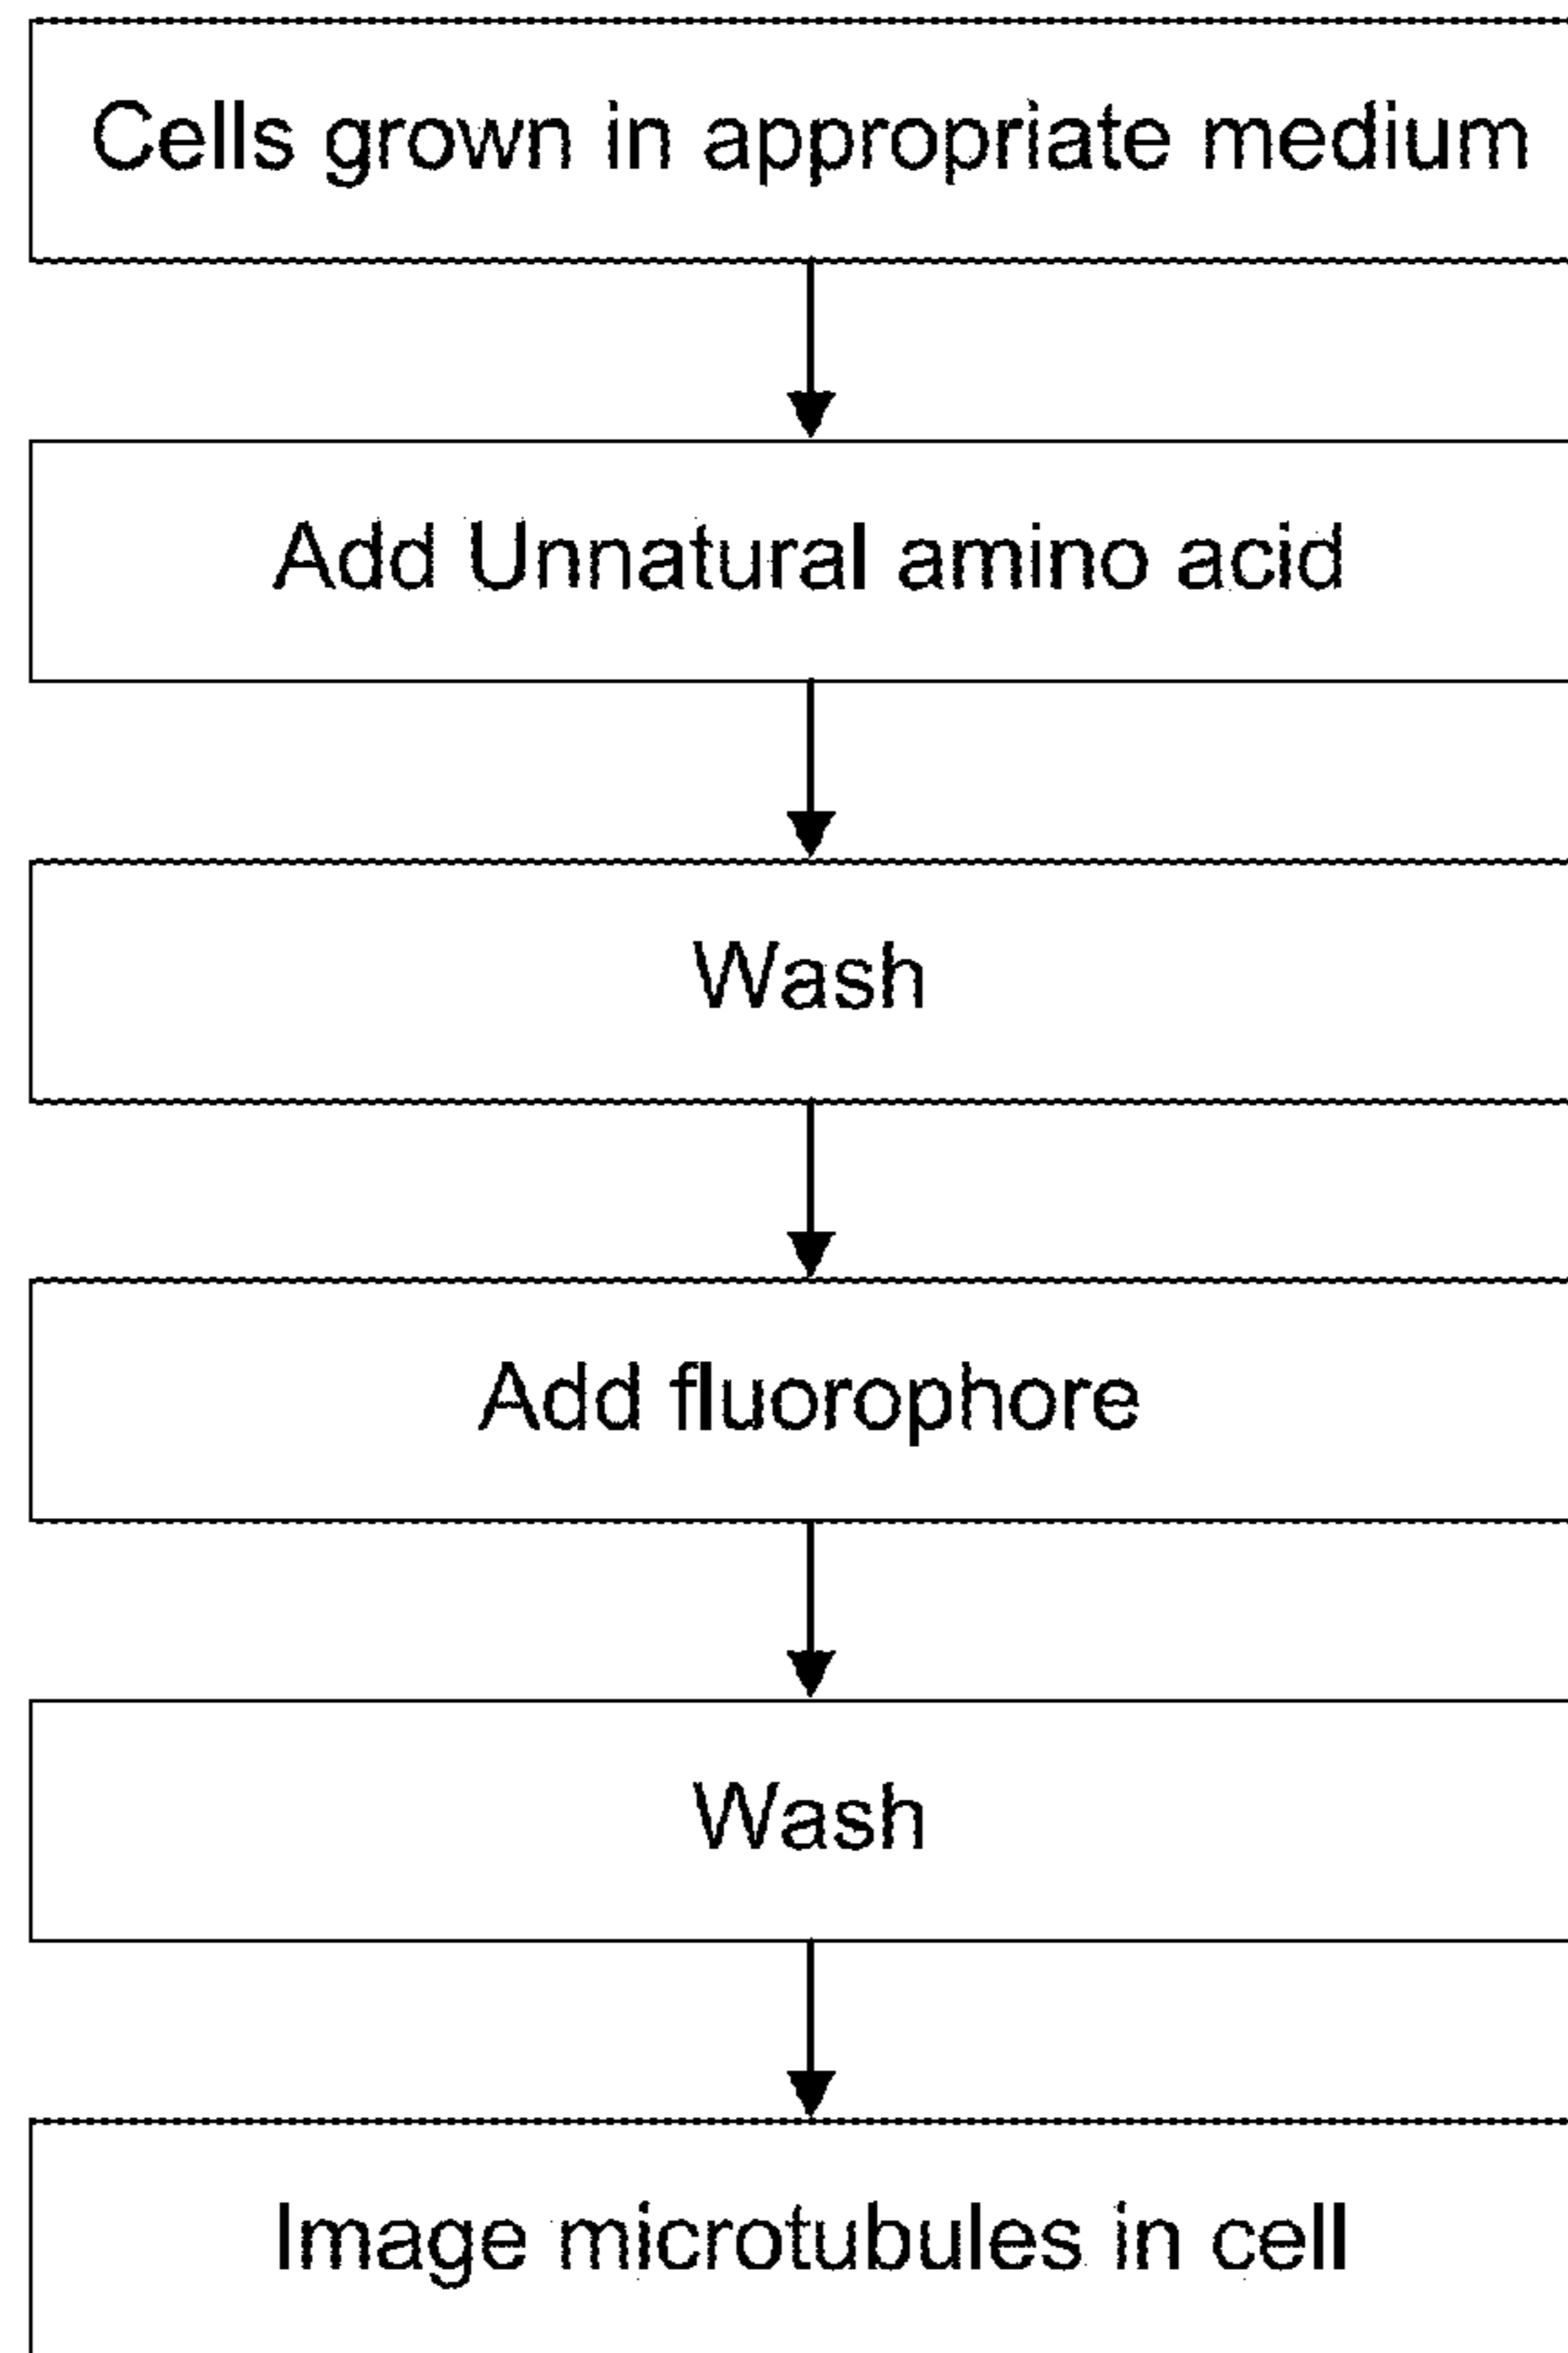 Cells grown in appropriate medium
Add Unnatural amino acid
Wash
Add fluorophore
Wash
Image microtubules in cell